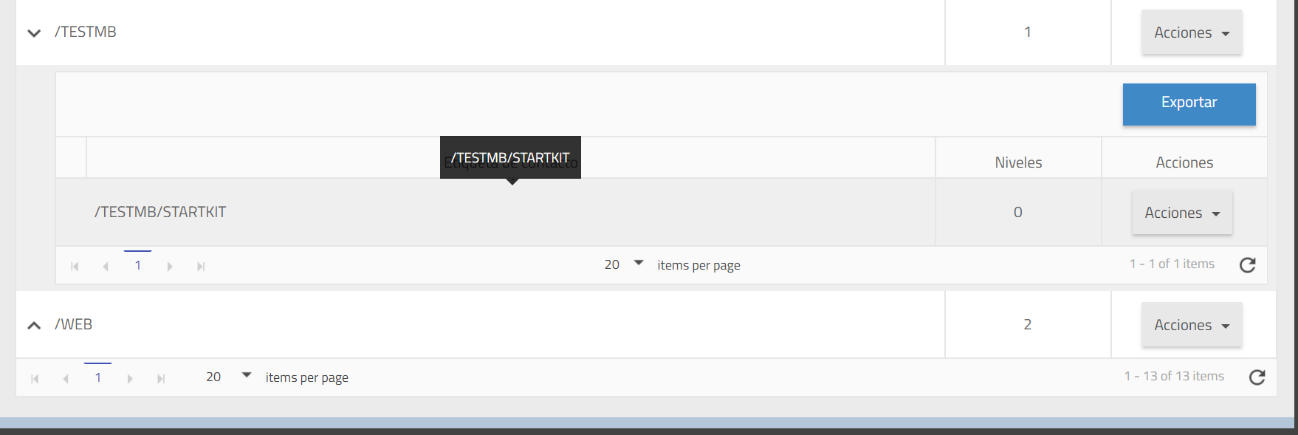 /TESTMB 1 Acciones
Exportar
/TESTMB/STARTKIT
Niveles Acciones
/TESTMB/STARTKIT 0 Acciones
1 20 items per page 1 - 1 of 1 items
/WEB 2 Acciones
1 20 items per page 1 - 13 of 13 items